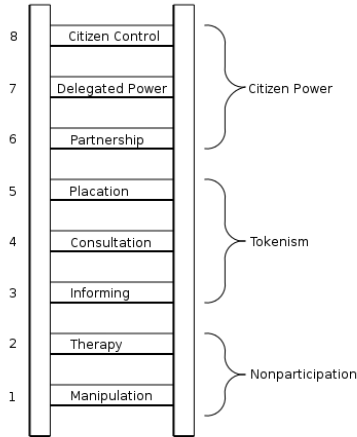 8 Citizen Control
7 Delegated Power
Citizen Power
6 Partnership
5 Placation
4 Consultation
Tokenism
3 Informing
2 Therapy
Nonparticipation
1 Manipulation